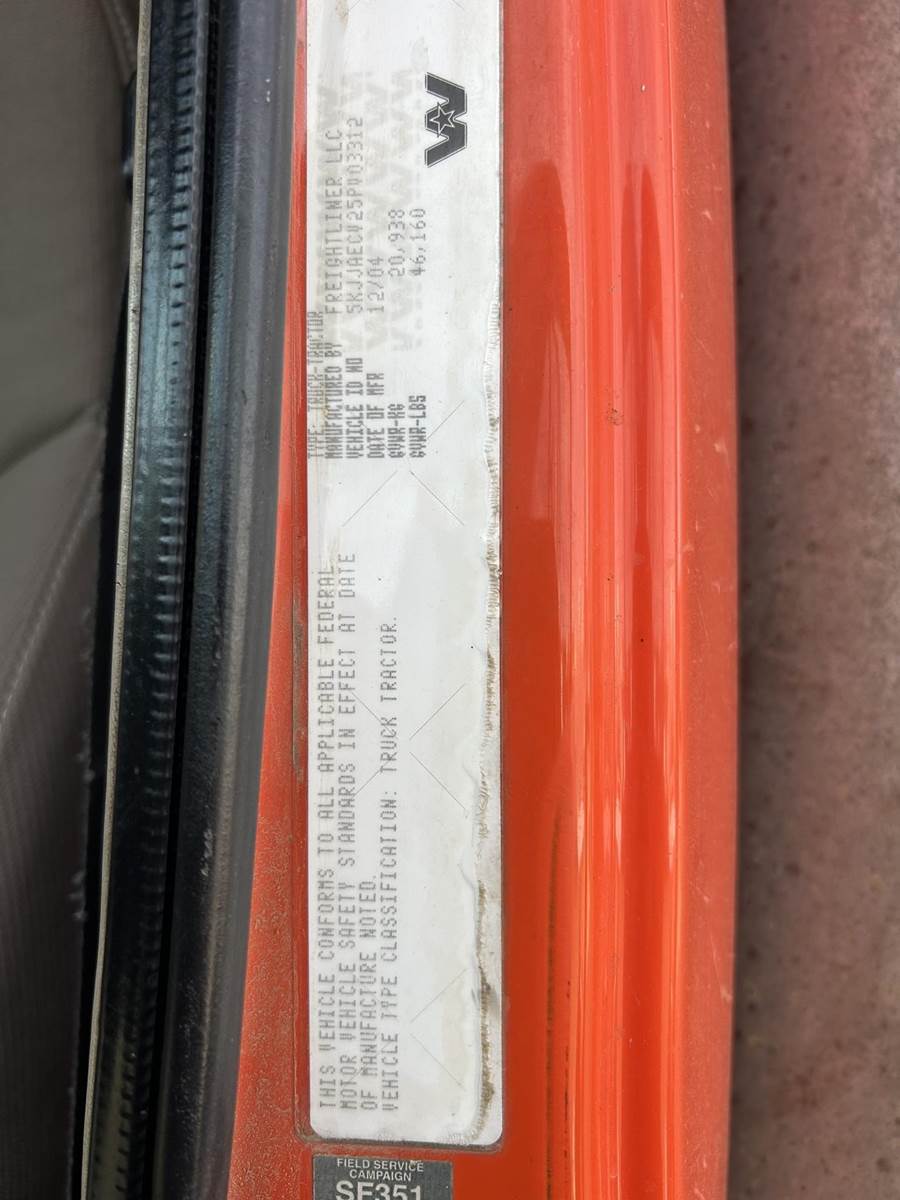 THIS VEHICLE CONFORMS TO ALL APPLICABLE FEDERAL
MOTOR VEHICLE SAFETY STANDARDS IN EFFECT AT DATE
OF MANUFACTURE NOTED.
VEHICLE TYPE CLASSIFICATION: TRUCK TRACTOR.
TYPE: TRUCK-TRACTOR
MANUFACTURED BY FREIGHTLINER LLC
VEHICLE ID NO 5KJJAECV25PV03312
DATE OF MFR 12/04
GVWR-KG 20,938
GVWR-LBS 46,160
FIELD SERVICE
CAMPAIGN
SF351